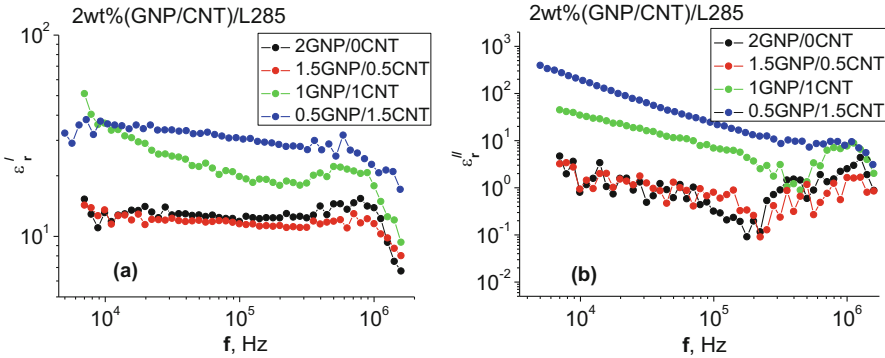 2wt%(GNP/CNT)/L285
10²
2GNP/0CNT
1.5GNP/0.5CNT
1GNP/1CNT
0.5GNP/1.5CNT
εᵣ′
10¹
(a)
10⁴ 10⁵ 10⁶
f, Hz
2wt%(GNP/CNT)/L285
10³
2GNP/0CNT
1.5GNP/0.5CNT
1GNP/1CNT
0.5GNP/1.5CNT
10²
εᵣ″
10¹
10⁰
10⁻¹
10⁻²
(b)
10⁴ 10⁵ 10⁶
f, Hz